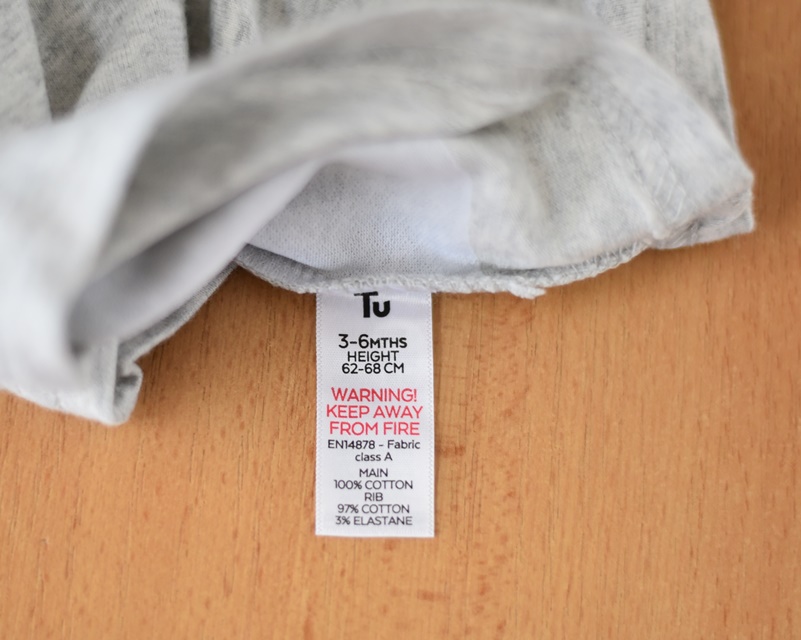 Tu
3-6MTHS
HEIGHT
62-68 CM
WARNING!
KEEP AWAY
FROM FIRE
EN14878 - Fabric
class A
MAIN
100% COTTON
RIB
97% COTTON
3% ELASTANE